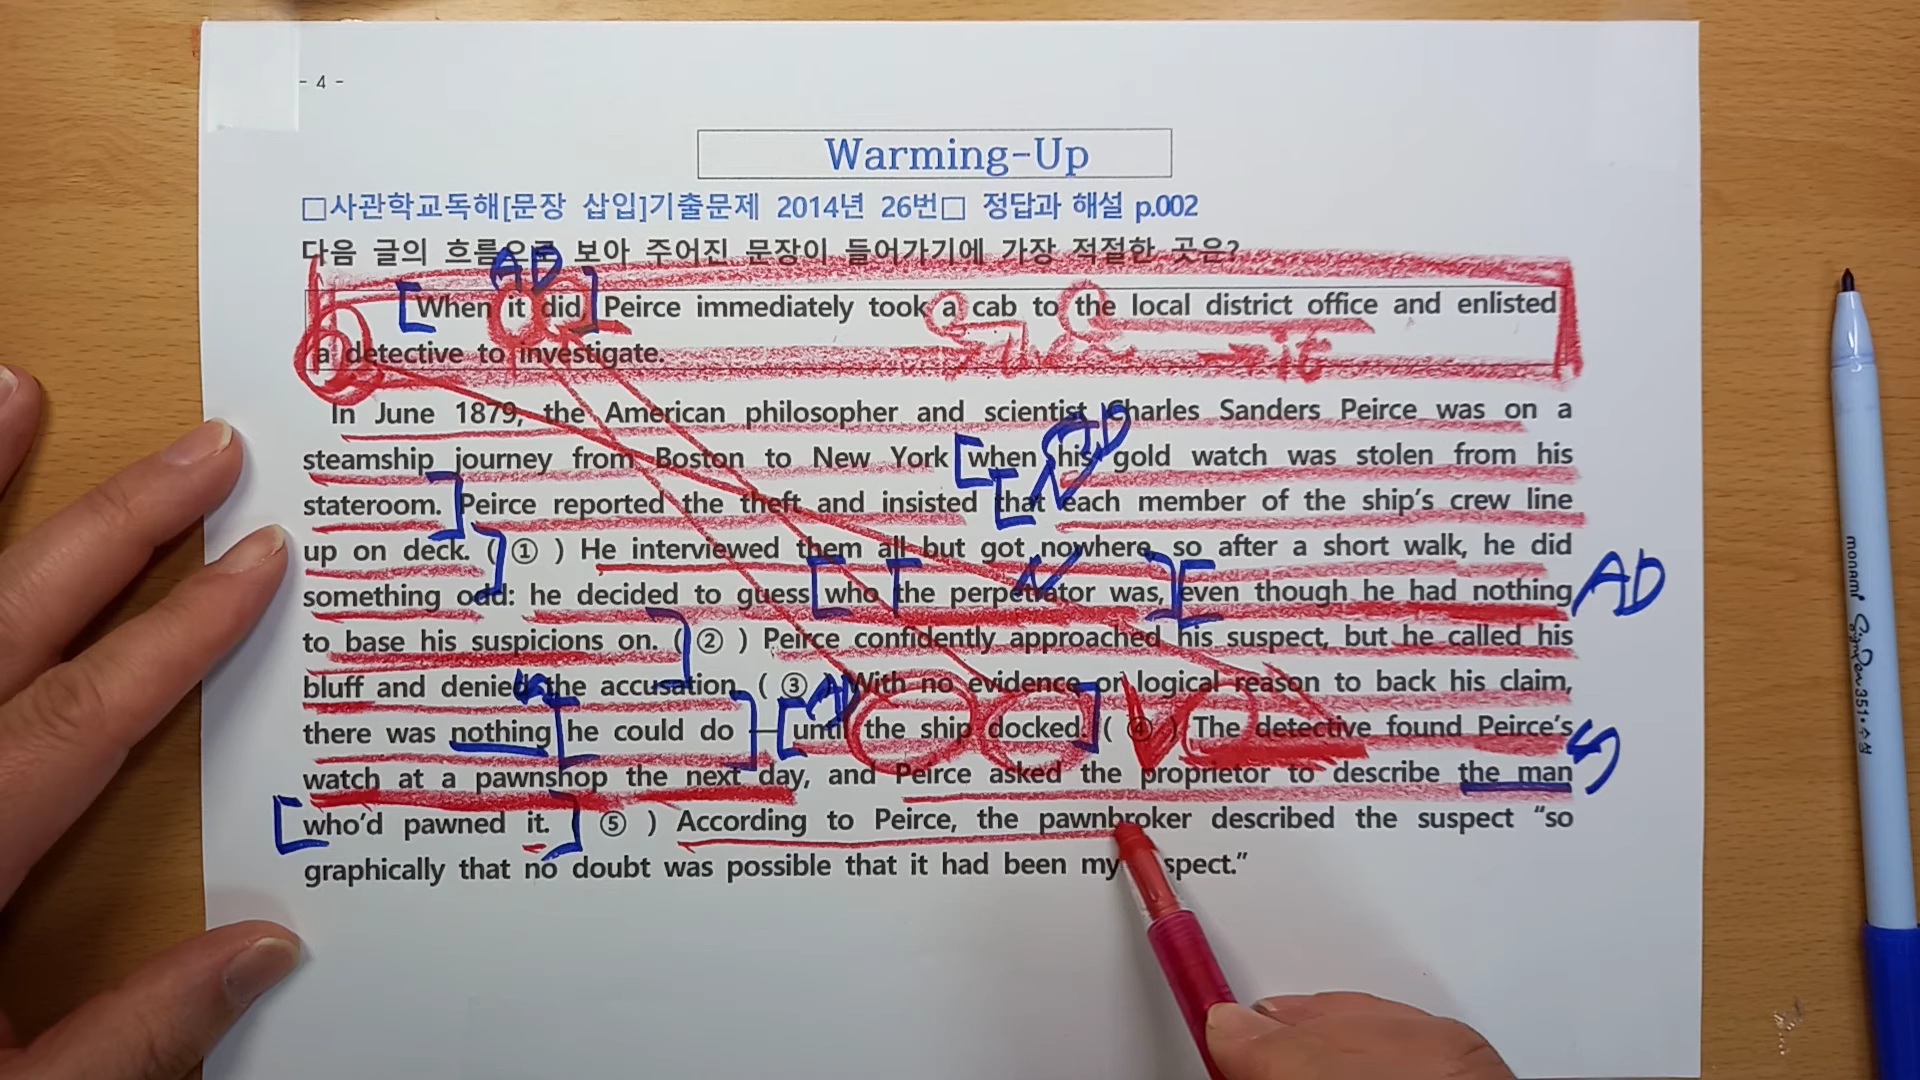 - 4 -
Warming-Up
□사관학교독해[문장 삽입]기출문제 2014년 26번□ 정답과 해설 p.002
다음 글의 흐름으로 보아 주어진 문장이 들어가기에 가장 적절한 곳은?
AD
When it did, Peirce immediately took a cab to the local district office and enlisted
a detective to investigate.
→ it
In June 1879, the American philosopher and scientist Charles Sanders Peirce was on a
steamship journey from Boston to New York when his gold watch was stolen from his
stateroom. Peirce reported the theft and insisted that each member of the ship's crew line
up on deck. ( ① ) He interviewed them all but got nowhere, so after a short walk, he did
something odd: he decided to guess who the perpetrator was, even though he had nothing AD
to base his suspicions on. ( ② ) Peirce confidently approached his suspect, but he called his
bluff and denied the accusation. ( ③ ) With no evidence or logical reason to back his claim,
there was nothing he could do — until the ship docked. ( ④ ) The detective found Peirce's
watch at a pawnshop the next day, and Peirce asked the proprietor to describe the man
who'd pawned it. ⑤ ) According to Peirce, the pawnbroker described the suspect "so
graphically that no doubt was possible that it had been my spect."
monami 351·수성